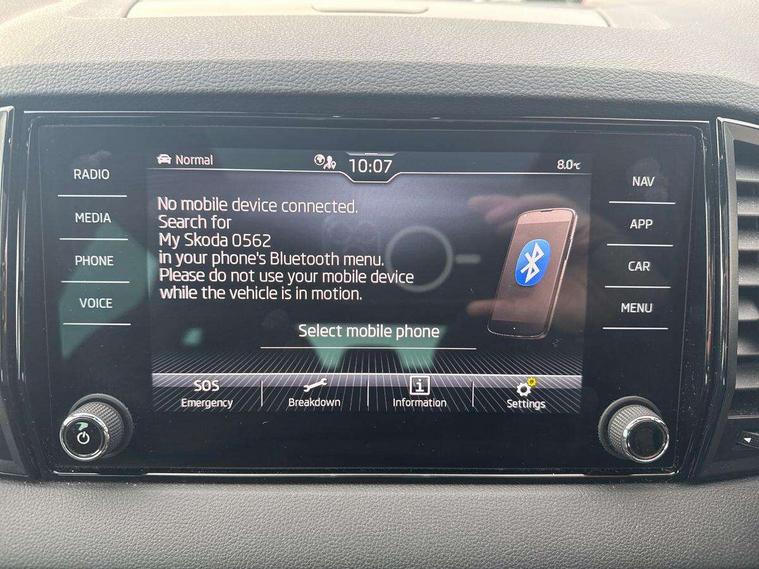 RADIO
MEDIA
PHONE
VOICE
Normal
10:07
8.0°C
No mobile device connected.
Search for
My Skoda 0562
in your phone's Bluetooth menu.
Please do not use your mobile device
while the vehicle is in motion.
Select mobile phone
SOS
Emergency
Breakdown
i
Information
Settings
NAV
APP
CAR
MENU